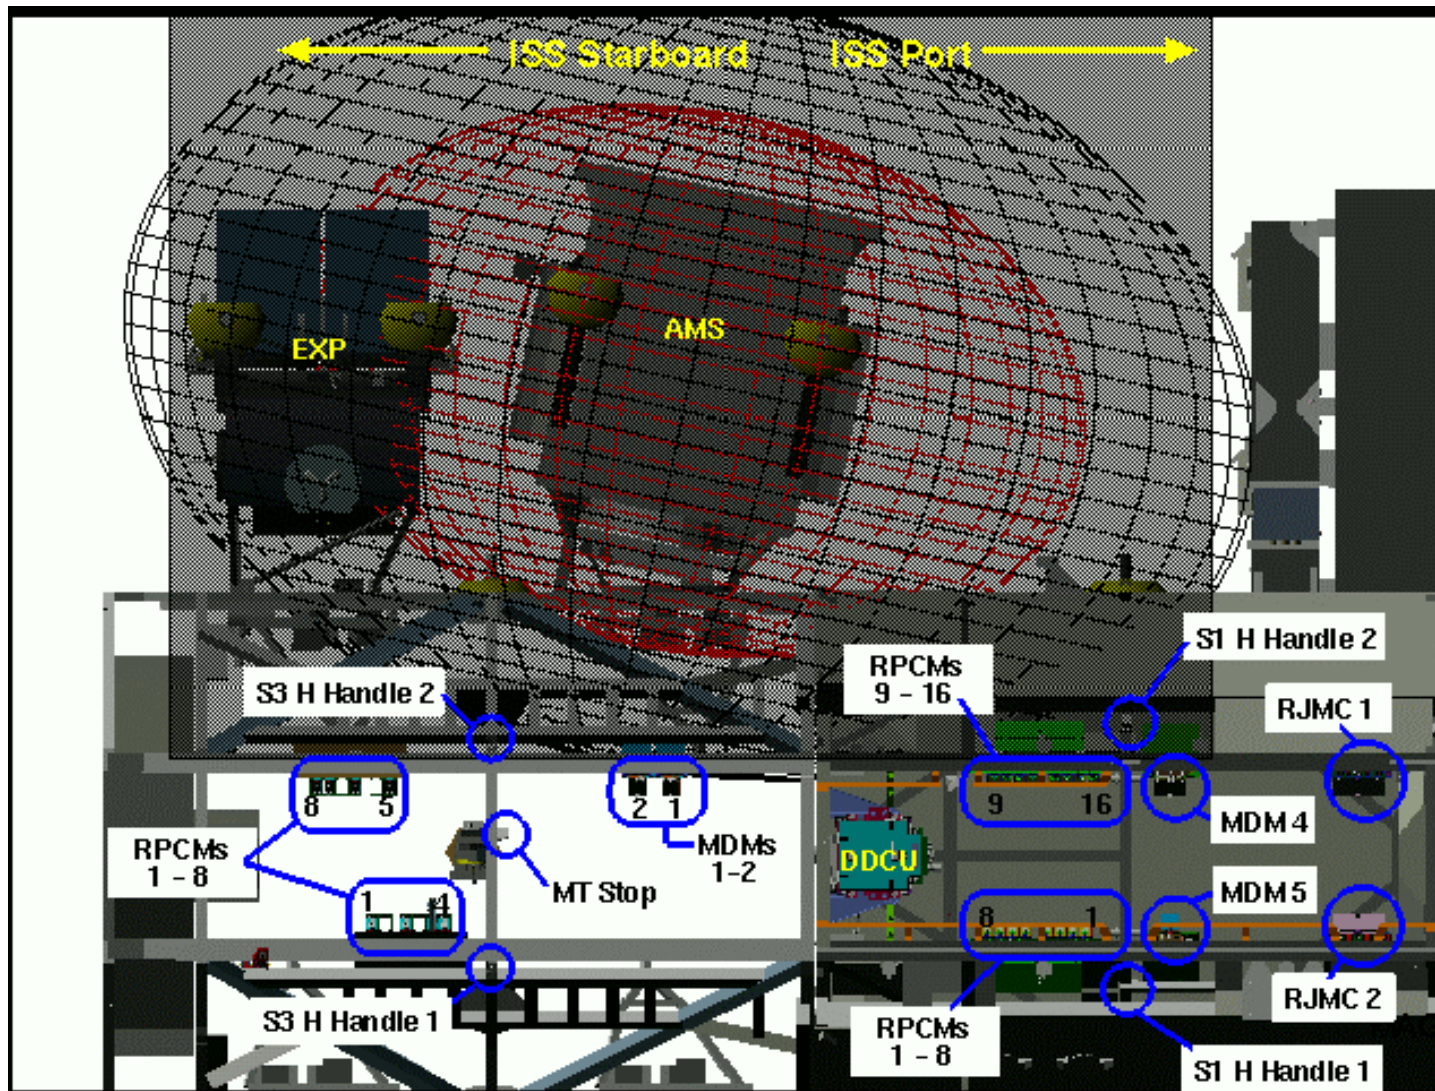 ISS Starboard
ISS Port
AMS
EXP
S1 H Handle 2
RPCMs
9 - 16
S3 H Handle 2
RJMC 1
8
5
2
1
9
16
MDM 4
RPCMs
1 - 8
MDMs
1-2
MT Stop
DDCU
MDM 5
1
4
8
1
S3 H Handle 1
RPCMs
1 - 8
RJMC 2
S1 H Handle 1